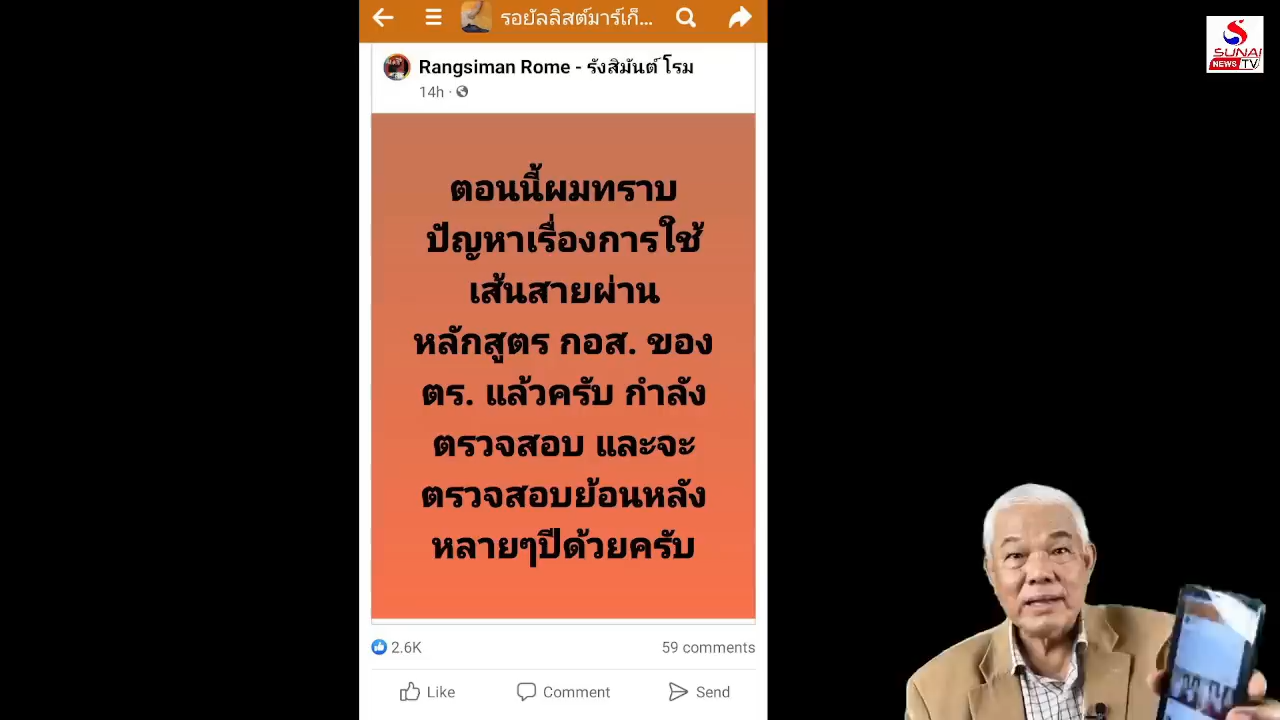 รอยัลลิสต์มาร์เก็...
Rangsiman Rome - รังสิมันต์ โรม
14h ·
ตอนนี้ผมทราบ
ปัญหาเรื่องการใช้
เส้นสายผ่าน
หลักสูตร กอส. ของ
ตร. แล้วครับ กำลัง
ตรวจสอบ และจะ
ตรวจสอบย้อนหลัง
หลายๆปีด้วยครับ
2.6K
59 comments
Like
Comment
Send
SUNAI
NEWS TV